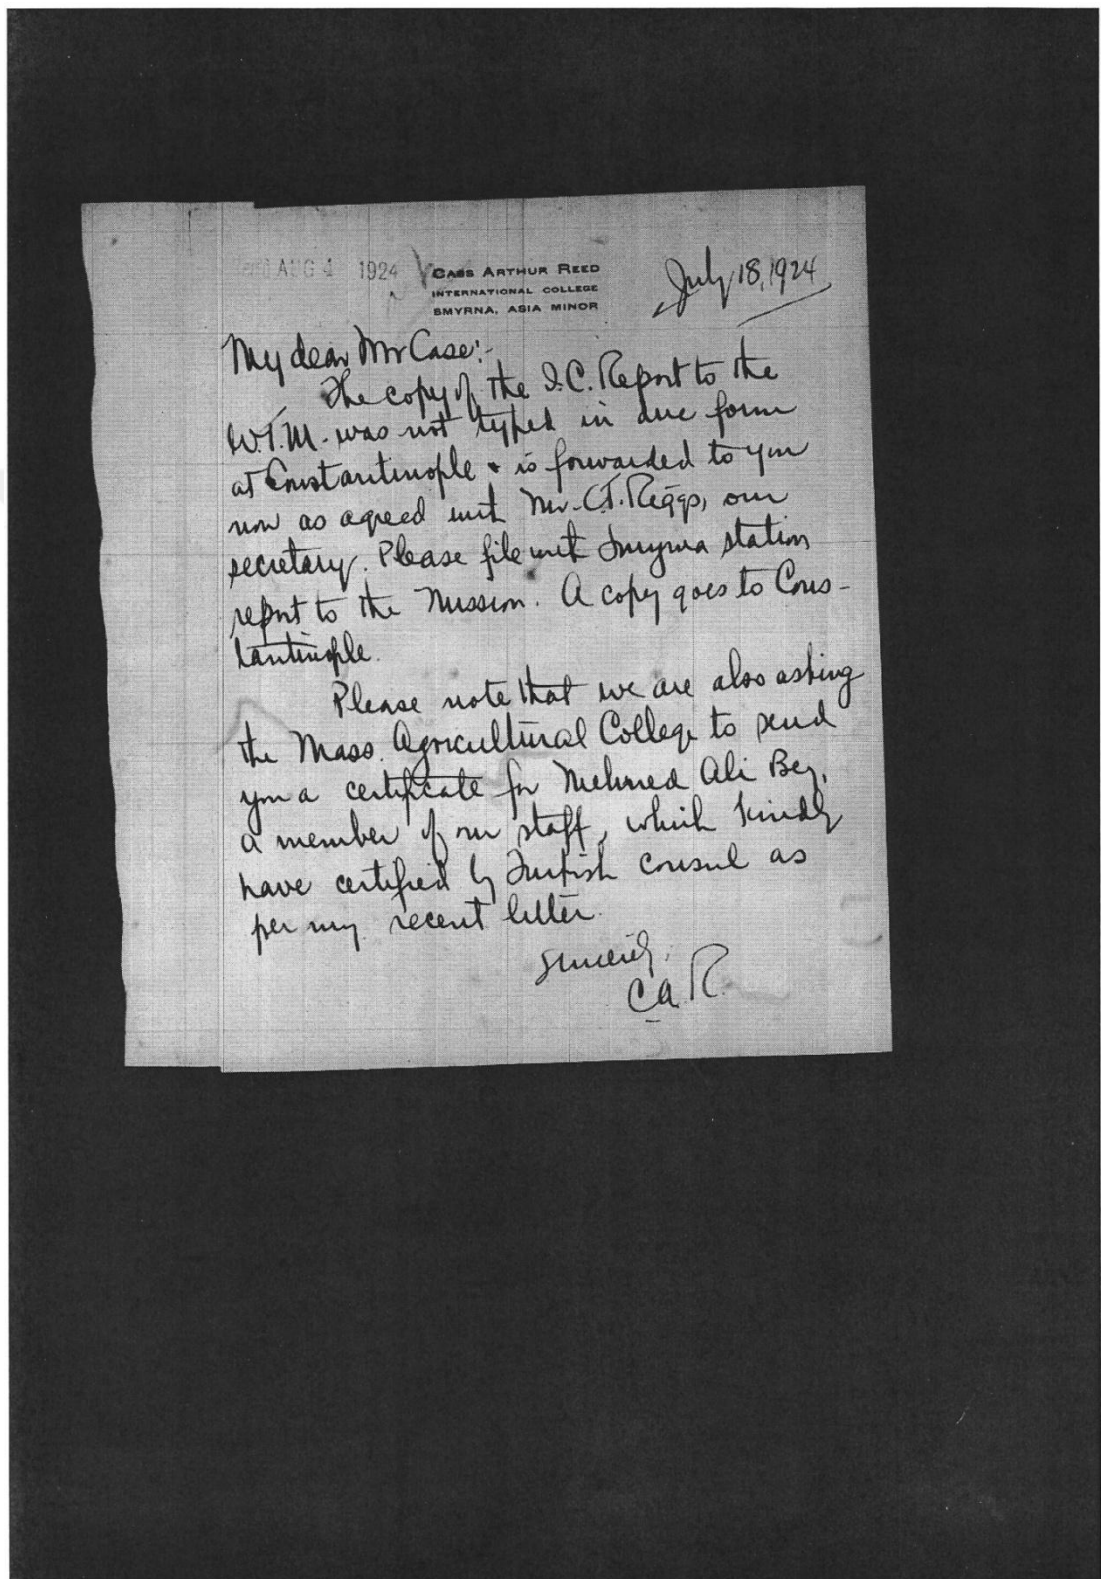 AUG 4 1924
CASS ARTHUR REED
INTERNATIONAL COLLEGE
SMYRNA, ASIA MINOR
July 18, 1924
My dear Mr Case:-
The copy of the I.C. Report to the
W.T.M. was not typed in due form
at Constantinople & is forwarded to you
now as agreed with Mr. C.T. Riggs, our
secretary. Please file with Smyrna station
report to the Mission. A copy goes to Cons-
tantinople.
Please note that we are also asking
the Mass. Agricultural College to send
you a certificate for Mehmed Ali Bey,
a member of our staff, which kindly
have certified by Turkish Consul as
per my recent letter.
Sincerely,
C.A.R.